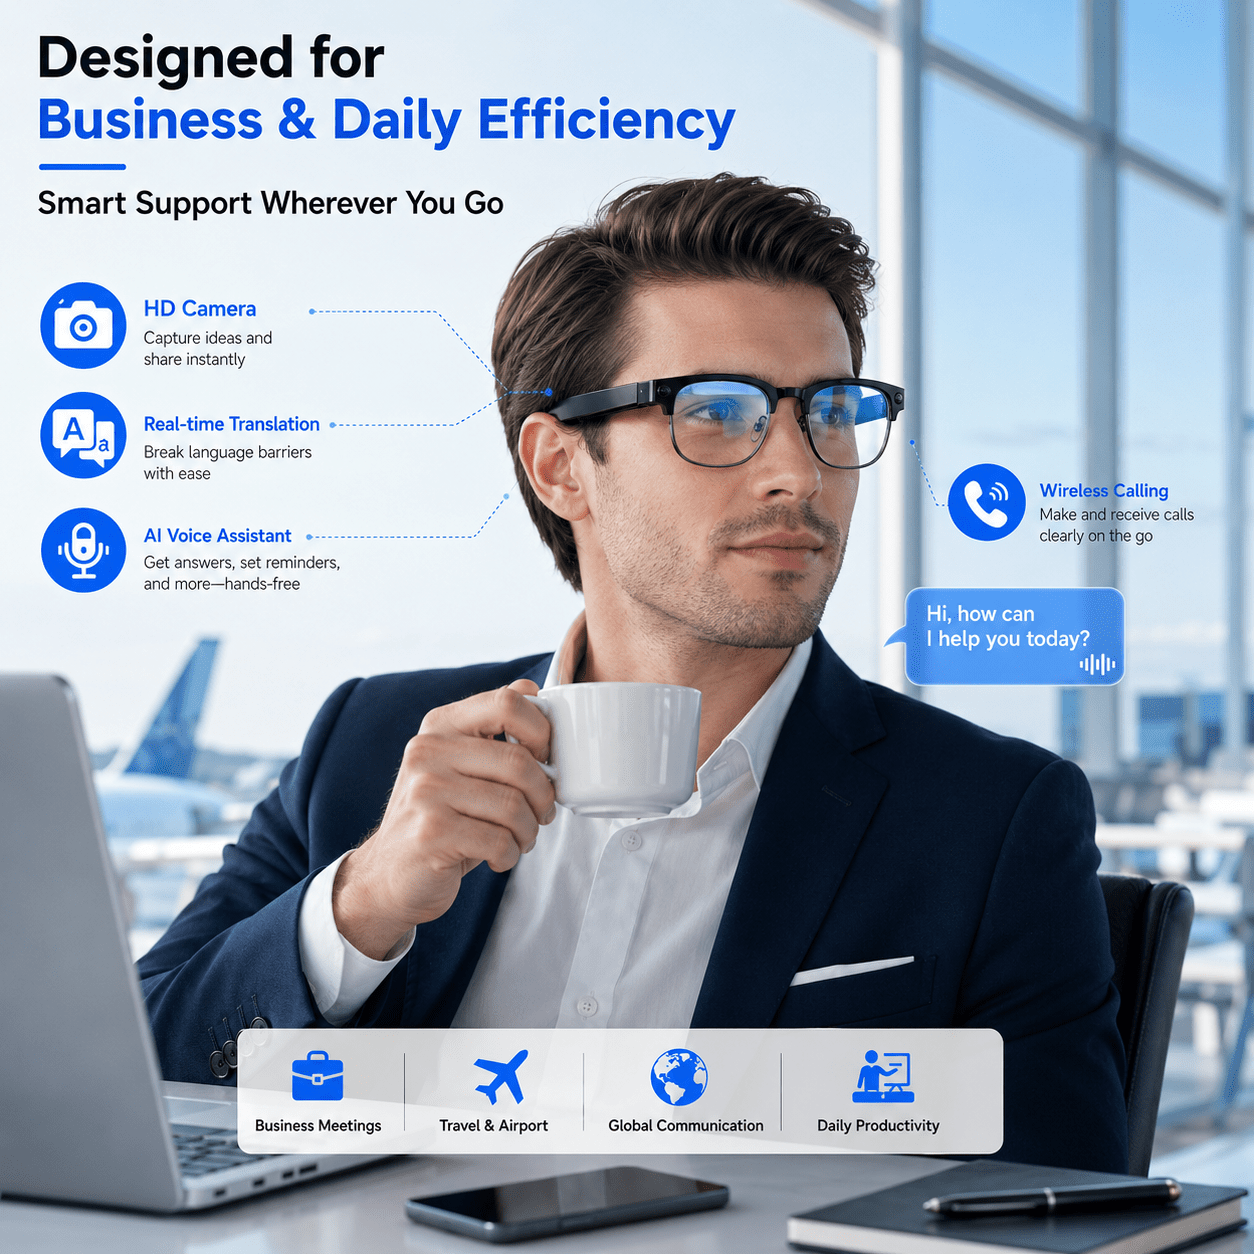 Designed for
Business & Daily Efficiency
Smart Support Wherever You Go
HD Camera
Capture ideas and
share instantly
Real-time Translation
Break language barriers
with ease
AI Voice Assistant
Get answers, set reminders,
and more—hands-free
Wireless Calling
Make and receive calls
clearly on the go
Hi, how can
I help you today?
Business Meetings
Travel & Airport
Global Communication
Daily Productivity